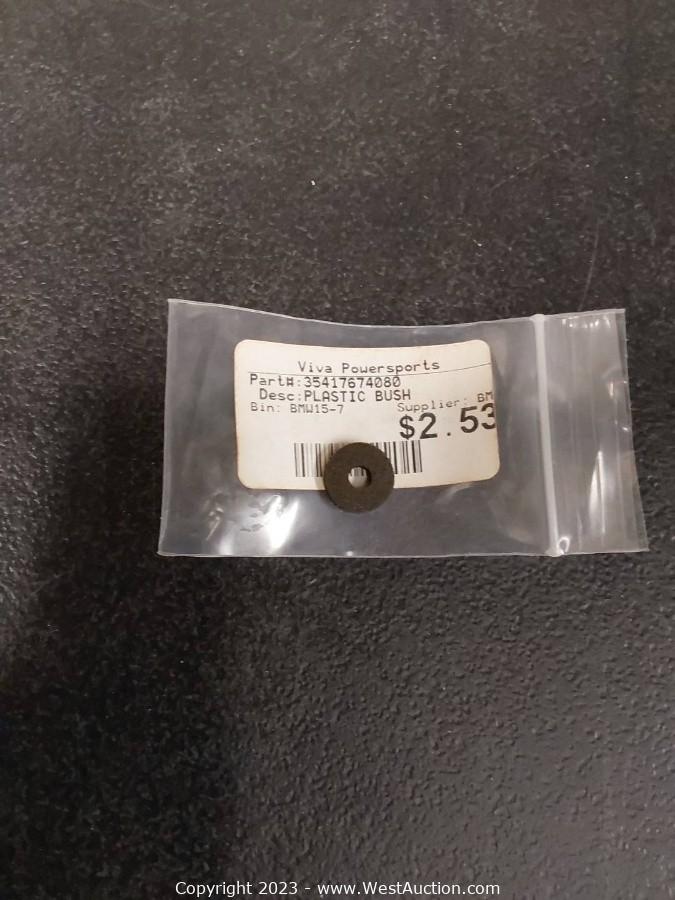 Viva Powersports
Part#:35417674080
Desc:PLASTIC BUSH
Bin: BMW15-7 Supplier: BM
$2.53
Copyright 2023 - www.WestAuction.com